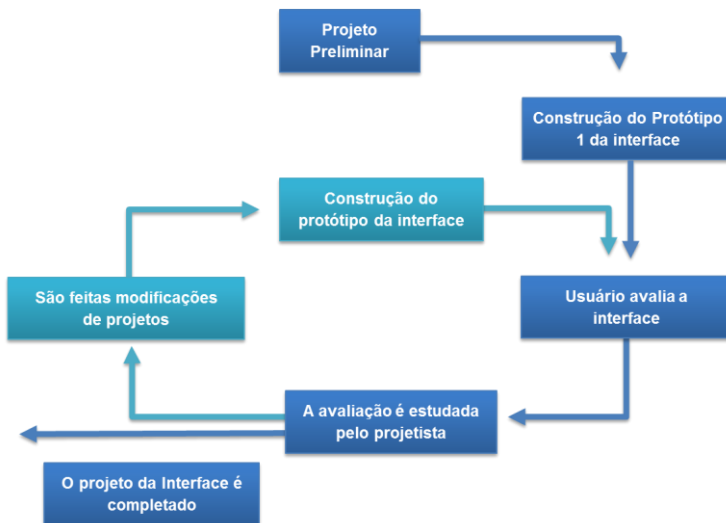 Projeto
Preliminar
Construção do Protótipo
1 da interface
Construção do
protótipo da interface
São feitas modificações
de projetos
Usuário avalia a
interface
A avaliação é estudada
pelo projetista
O projeto da Interface é
completado